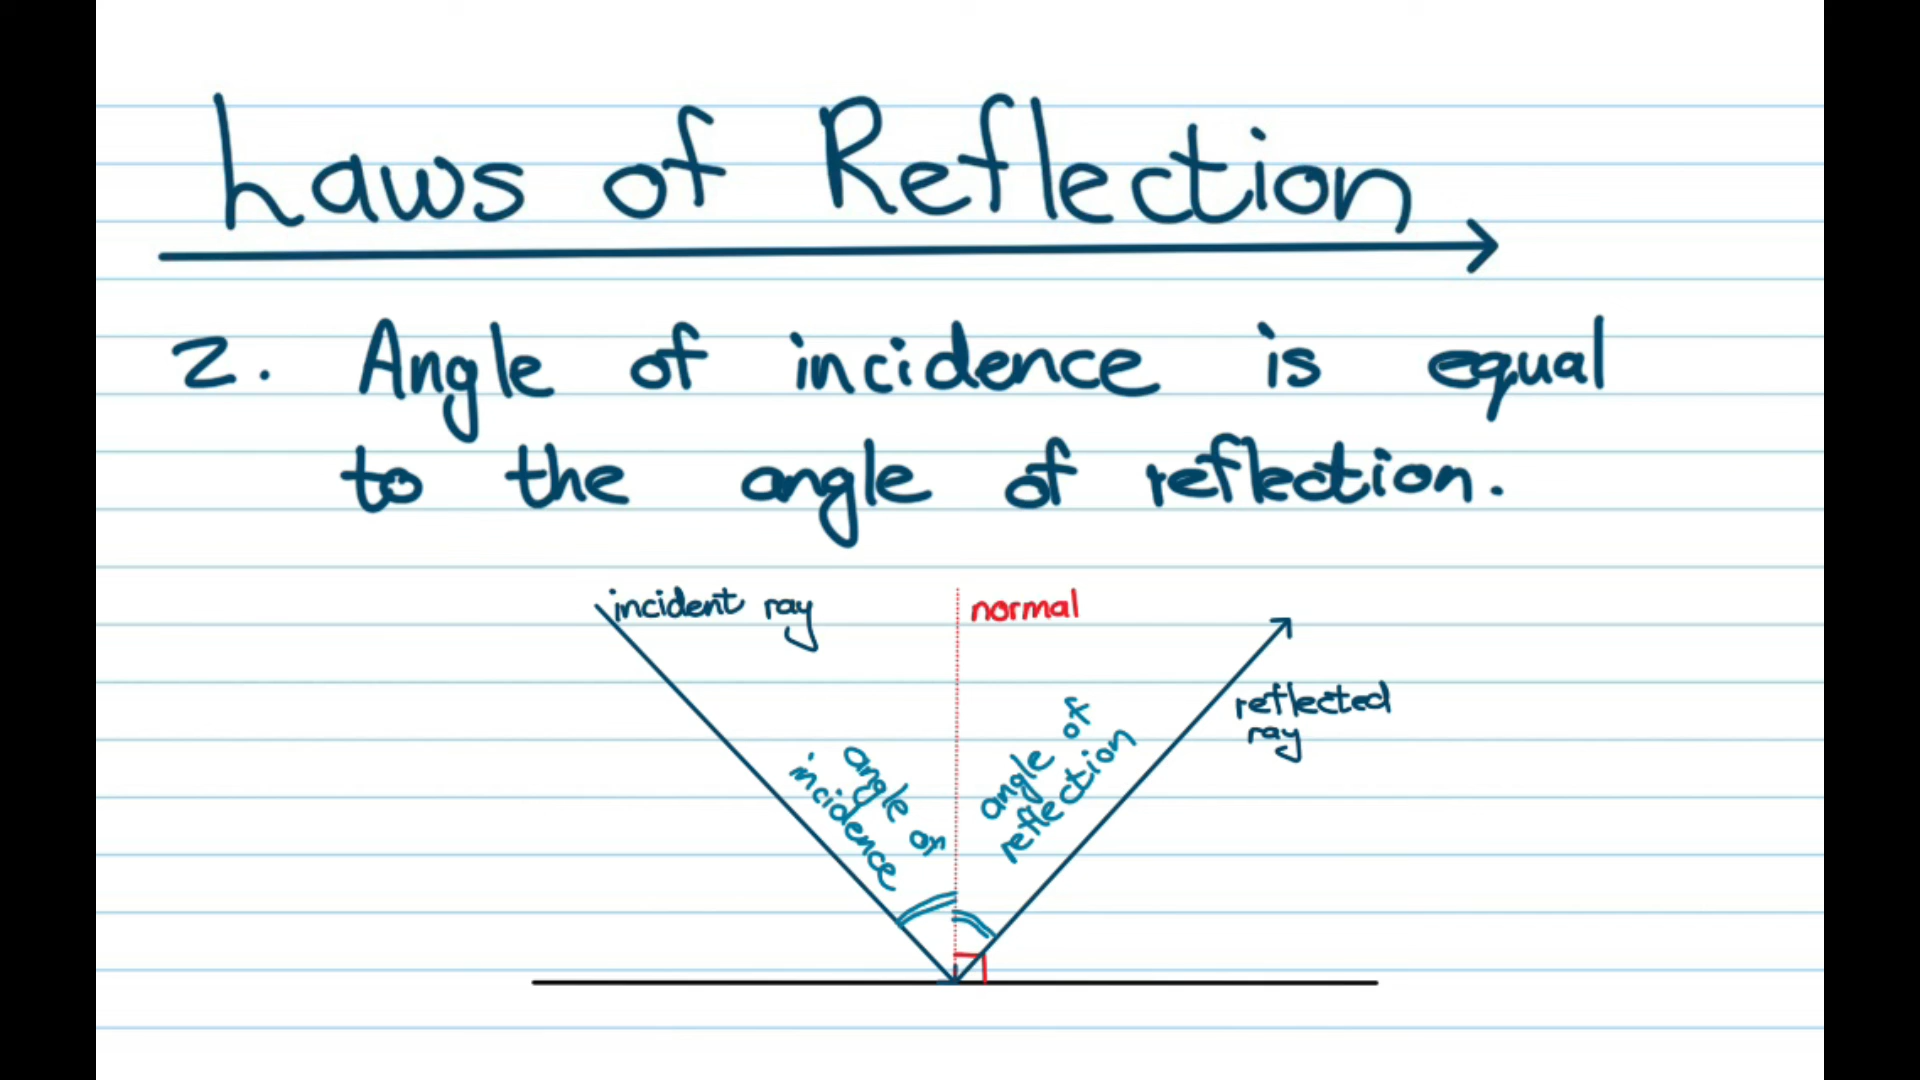 Laws of Reflection
2. Angle of incidence is equal
to the angle of reflection.
incident ray
normal
reflected
ray
angle of
incidence
angle of
reflection